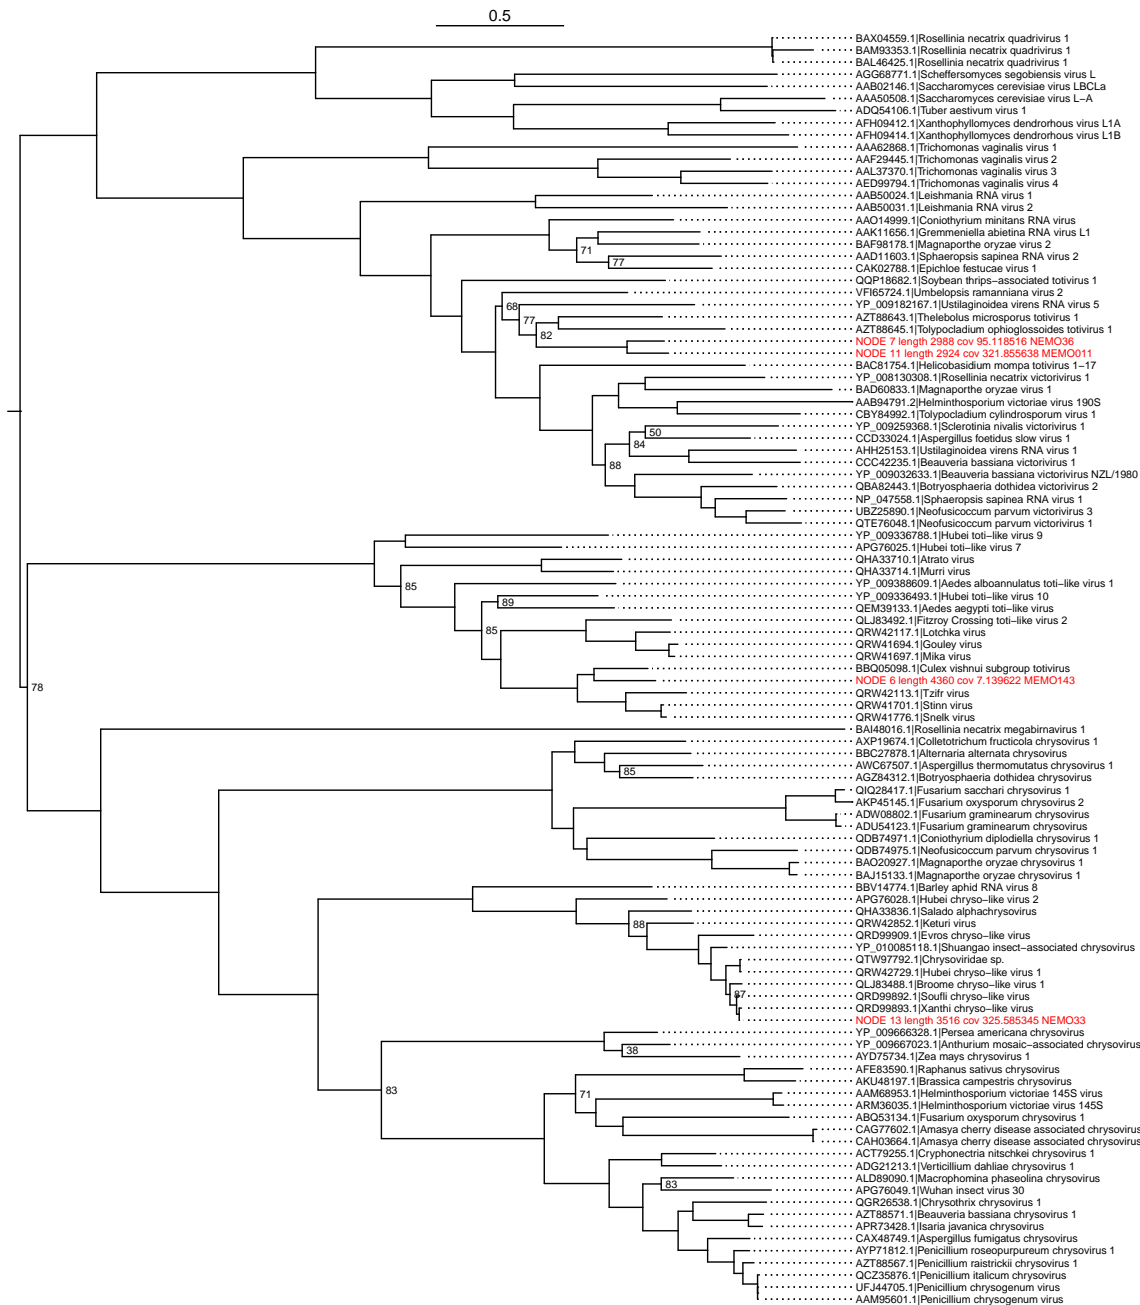 0.5
BAX04559.1|Rosellinia necatrix quadrivirus 1
BAM93353.1|Rosellinia necatrix quadrivirus 1
BAL46425.1|Rosellinia necatrix quadrivirus 1
AGG68771.1|Scheffersomyces segobiensis virus L
AAB02146.1|Saccharomyces cerevisiae virus LBCLa
AAA50508.1|Saccharomyces cerevisiae virus L−A
ADQ54106.1|Tuber aestivum virus 1
AFH09412.1|Xanthophyllomyces dendrorhous virus L1A
AFH09414.1|Xanthophyllomyces dendrorhous virus L1B
AAA62868.1|Trichomonas vaginalis virus 1
AAF29445.1|Trichomonas vaginalis virus 2
AAL37370.1|Trichomonas vaginalis virus 3
AED99794.1|Trichomonas vaginalis virus 4
AAB50024.1|Leishmania RNA virus 1
AAB50031.1|Leishmania RNA virus 2
AAO14999.1|Coniothyrium minitans RNA virus
AAK11656.1|Gremmeniella abietina RNA virus L1
BAF98178.1|Magnaporthe oryzae virus 2
71
AAD11603.1|Sphaeropsis sapinea RNA virus 2
77
CAK02788.1|Epichloe festucae virus 1
QQP18682.1|Soybean thrips−associated totivirus 1
VFI65724.1|Umbelopsis ramanniana virus 2
68
YP_009182167.1|Ustilaginoidea virens RNA virus 5
77
AZT88643.1|Thelebolus microsporus totivirus 1
AZT88645.1|Tolypocladium ophioglossoides totivirus 1
82
NODE 7 length 2988 cov 95.118516 NEMO36
NODE 11 length 2924 cov 321.855638 MEMO011
BAC81754.1|Helicobasidium mompa totivirus 1−17
YP_008130308.1|Rosellinia necatrix victorivirus 1
BAD60833.1|Magnaporthe oryzae virus 1
AAB94791.2|Helminthosporium victoriae virus 190S
CBY84992.1|Tolypocladium cylindrosporum virus 1
YP_009259368.1|Sclerotinia nivalis victorivirus 1
50
CCD33024.1|Aspergillus foetidus slow virus 1
84
AHH25153.1|Ustilaginoidea virens RNA virus 1
CCC42235.1|Beauveria bassiana victorivirus 1
88
YP_009032633.1|Beauveria bassiana victorivirus NZL/1980
QBA82443.1|Botryosphaeria dothidea victorivirus 2
NP_047558.1|Sphaeropsis sapinea RNA virus 1
UBZ25890.1|Neofusicoccum parvum victorivirus 3
QTE76048.1|Neofusicoccum parvum victorivirus 1
YP_009336788.1|Hubei toti−like virus 9
APG76025.1|Hubei toti−like virus 7
QHA33710.1|Atrato virus
QHA33714.1|Murri virus
85
YP_009388609.1|Aedes alboannulatus toti−like virus 1
YP_009336493.1|Hubei toti−like virus 10
89
QEM39133.1|Aedes aegypti toti−like virus
QLJ83492.1|Fitzroy Crossing toti−like virus 2
85
QRW42117.1|Lotchka virus
QRW41694.1|Gouley virus
QRW41697.1|Mika virus
BBQ05098.1|Culex vishnui subgroup totivirus
NODE 6 length 4360 cov 7.139622 MEMO143
78
QRW42113.1|Tzifr virus
QRW41701.1|Stinn virus
QRW41776.1|Snelk virus
BAI48016.1|Rosellinia necatrix megabirnavirus 1
AXP19674.1|Colletotrichum fructicola chrysovirus 1
BBC27878.1|Alternaria alternata chrysovirus
AWC67507.1|Aspergillus thermomutatus chrysovirus 1
85
AGZ84312.1|Botryosphaeria dothidea chrysovirus
QIQ28417.1|Fusarium sacchari chrysovirus 1
AKP45145.1|Fusarium oxysporum chrysovirus 2
ADW08802.1|Fusarium graminearum chrysovirus
ADU54123.1|Fusarium graminearum chrysovirus
QDB74971.1|Coniothyrium diplodiella chrysovirus 1
QDB74975.1|Neofusicoccum parvum chrysovirus 1
BAO20927.1|Magnaporthe oryzae chrysovirus 1
BAJ15133.1|Magnaporthe oryzae chrysovirus 1
BBV14774.1|Barley aphid RNA virus 8
APG76028.1|Hubei chryso−like virus 2
QHA33836.1|Salado alphachrysovirus
88
QRW42852.1|Keturi virus
QRD99909.1|Evros chryso−like virus
YP_010085118.1|Shuangao insect−associated chrysovirus
QTW97792.1|Chrysoviridae sp.
QRW42729.1|Hubei chryso−like virus 1
QLJ83488.1|Broome chryso−like virus 1
87
QRD99892.1|Soufli chryso−like virus
QRD99893.1|Xanthi chryso−like virus
NODE 13 length 3516 cov 325.585345 NEMO33
YP_009666328.1|Persea americana chrysovirus
YP_009667023.1|Anthurium mosaic−associated chrysovirus
38
AYD75734.1|Zea mays chrysovirus 1
AFE83590.1|Raphanus sativus chrysovirus
AKU48197.1|Brassica campestris chrysovirus
83
71
AAM68953.1|Helminthosporium victoriae 145S virus
ARM36035.1|Helminthosporium victoriae virus 145S
ABQ53134.1|Fusarium oxysporum chrysovirus 1
CAG77602.1|Amasya cherry disease associated chrysovirus
CAH03664.1|Amasya cherry disease associated chrysovirus
ACT79255.1|Cryphonectria nitschkei chrysovirus 1
ADG21213.1|Verticillium dahliae chrysovirus 1
ALD89090.1|Macrophomina phaseolina chrysovirus
83
APG76049.1|Wuhan insect virus 30
QGR26538.1|Chrysothrix chrysovirus 1
AZT88571.1|Beauveria bassiana chrysovirus 1
APR73428.1|Isaria javanica chrysovirus
CAX48749.1|Aspergillus fumigatus chrysovirus
AYP71812.1|Penicillium roseopurpureum chrysovirus 1
AZT88567.1|Penicillium raistrickii chrysovirus 1
QCZ35876.1|Penicillium italicum chrysovirus
UFJ44705.1|Penicillium chrysogenum virus
AAM95601.1|Penicillium chrysogenum virus